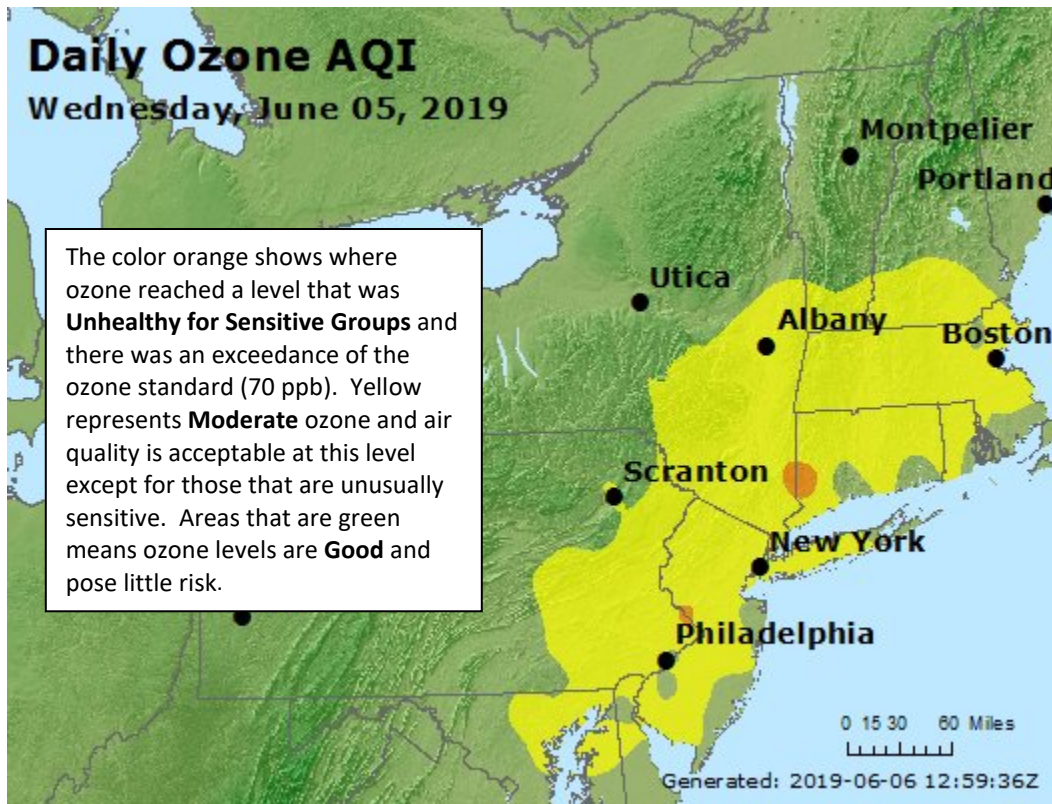 Daily Ozone AQI
Wednesday, June 05, 2019
Montpelier
Portland
The color orange shows where
ozone reached a level that was
Unhealthy for Sensitive Groups and
there was an exceedance of the
ozone standard (70 ppb).  Yellow
represents Moderate ozone and air
quality is acceptable at this level
except for those that are unusually
sensitive.  Areas that are green
means ozone levels are Good and
pose little risk.
Utica
Albany
Boston
Scranton
New York
Philadelphia
0 15 30 60 Miles
Generated: 2019-06-06 12:59:36Z